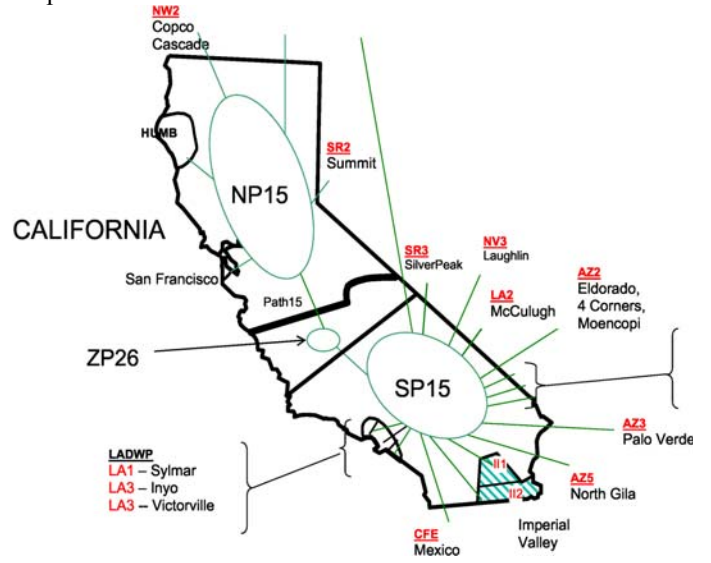 NW2
Copco
Cascade
HUMB
SR2
Summit
NP15
CALIFORNIA
San Francisco
Path15
SR3
SilverPeak
NV3
Laughlin
LA2
McCulugh
AZ2
Eldorado,
4 Corners,
Moencopi
ZP26
SP15
AZ3
Palo Verde
LADWP
LA1 – Sylmar
LA3 – Inyo
LA3 – Victorville
II1
II2
AZ5
North Gila
CFE
Mexico
Imperial
Valley